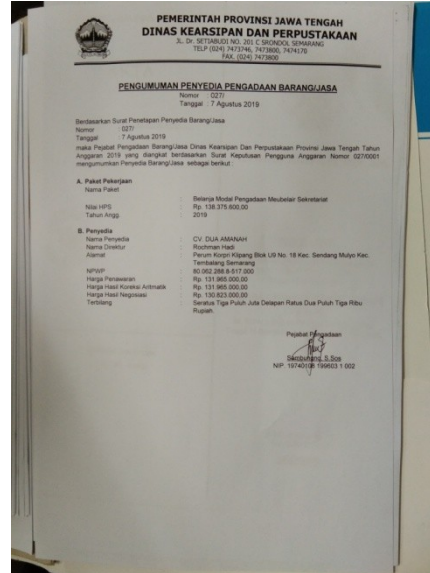 PEMERINTAH PROVINSI JAWA TENGAH
DINAS KEARSIPAN DAN PERPUSTAKAAN
JL. Dr. SETIABUDI NO. 201 C SRONDOL SEMARANG
TELP (024) 7473746, 7473800, 7474178
FAX. (024) 7473800
PENGUMUMAN PENYEDIA PENGADAAN BARANG/JASA
Nomor : 027/
Tanggal : 7 Agustus 2019
Berdasarkan Surat Penetapan Penyedia Barang/Jasa
Nomor : 027/
Tanggal : 7 Agustus 2019
maka Pejabat Pengadaan Barang/Jasa Dinas Kearsipan Dan Perpustakaan Provinsi Jawa Tengah Tahun
Anggaran 2019 yang diangkat berdasarkan Surat Keputusan Pengguna Anggaran Nomor 027/0001
mengumumkan Penyedia Barang/Jasa sebagai berikut :
A. Paket Pekerjaan
Nama Paket :
Belanja Modal Pengadaan Meubelair Sekretariat
Nilai HPS : Rp. 138.375.600,00
Tahun Angg. : 2019
B. Penyedia
Nama Penyedia : CV. DUA AMANAH
Nama Direktur : Rochman Hadi
Alamat : Perum Korpri Klipang Blok U9 No. 18 Kec. Sendang Mulyo Kec.
Tembalang Semarang
NPWP : 80.062.288.8-517.000
Harga Penawaran : Rp. 131.965.000,00
Harga Hasil Koreksi Aritmatik : Rp. 131.965.000,00
Harga Hasil Negosiasi : Rp. 130.823.000,00
Terbilang : Seratus Tiga Puluh Juta Delapan Ratus Dua Puluh Tiga Ribu
Rupiah.
Pejabat Pengadaan
S.Sos
NIP. 19740108 199603 1 002